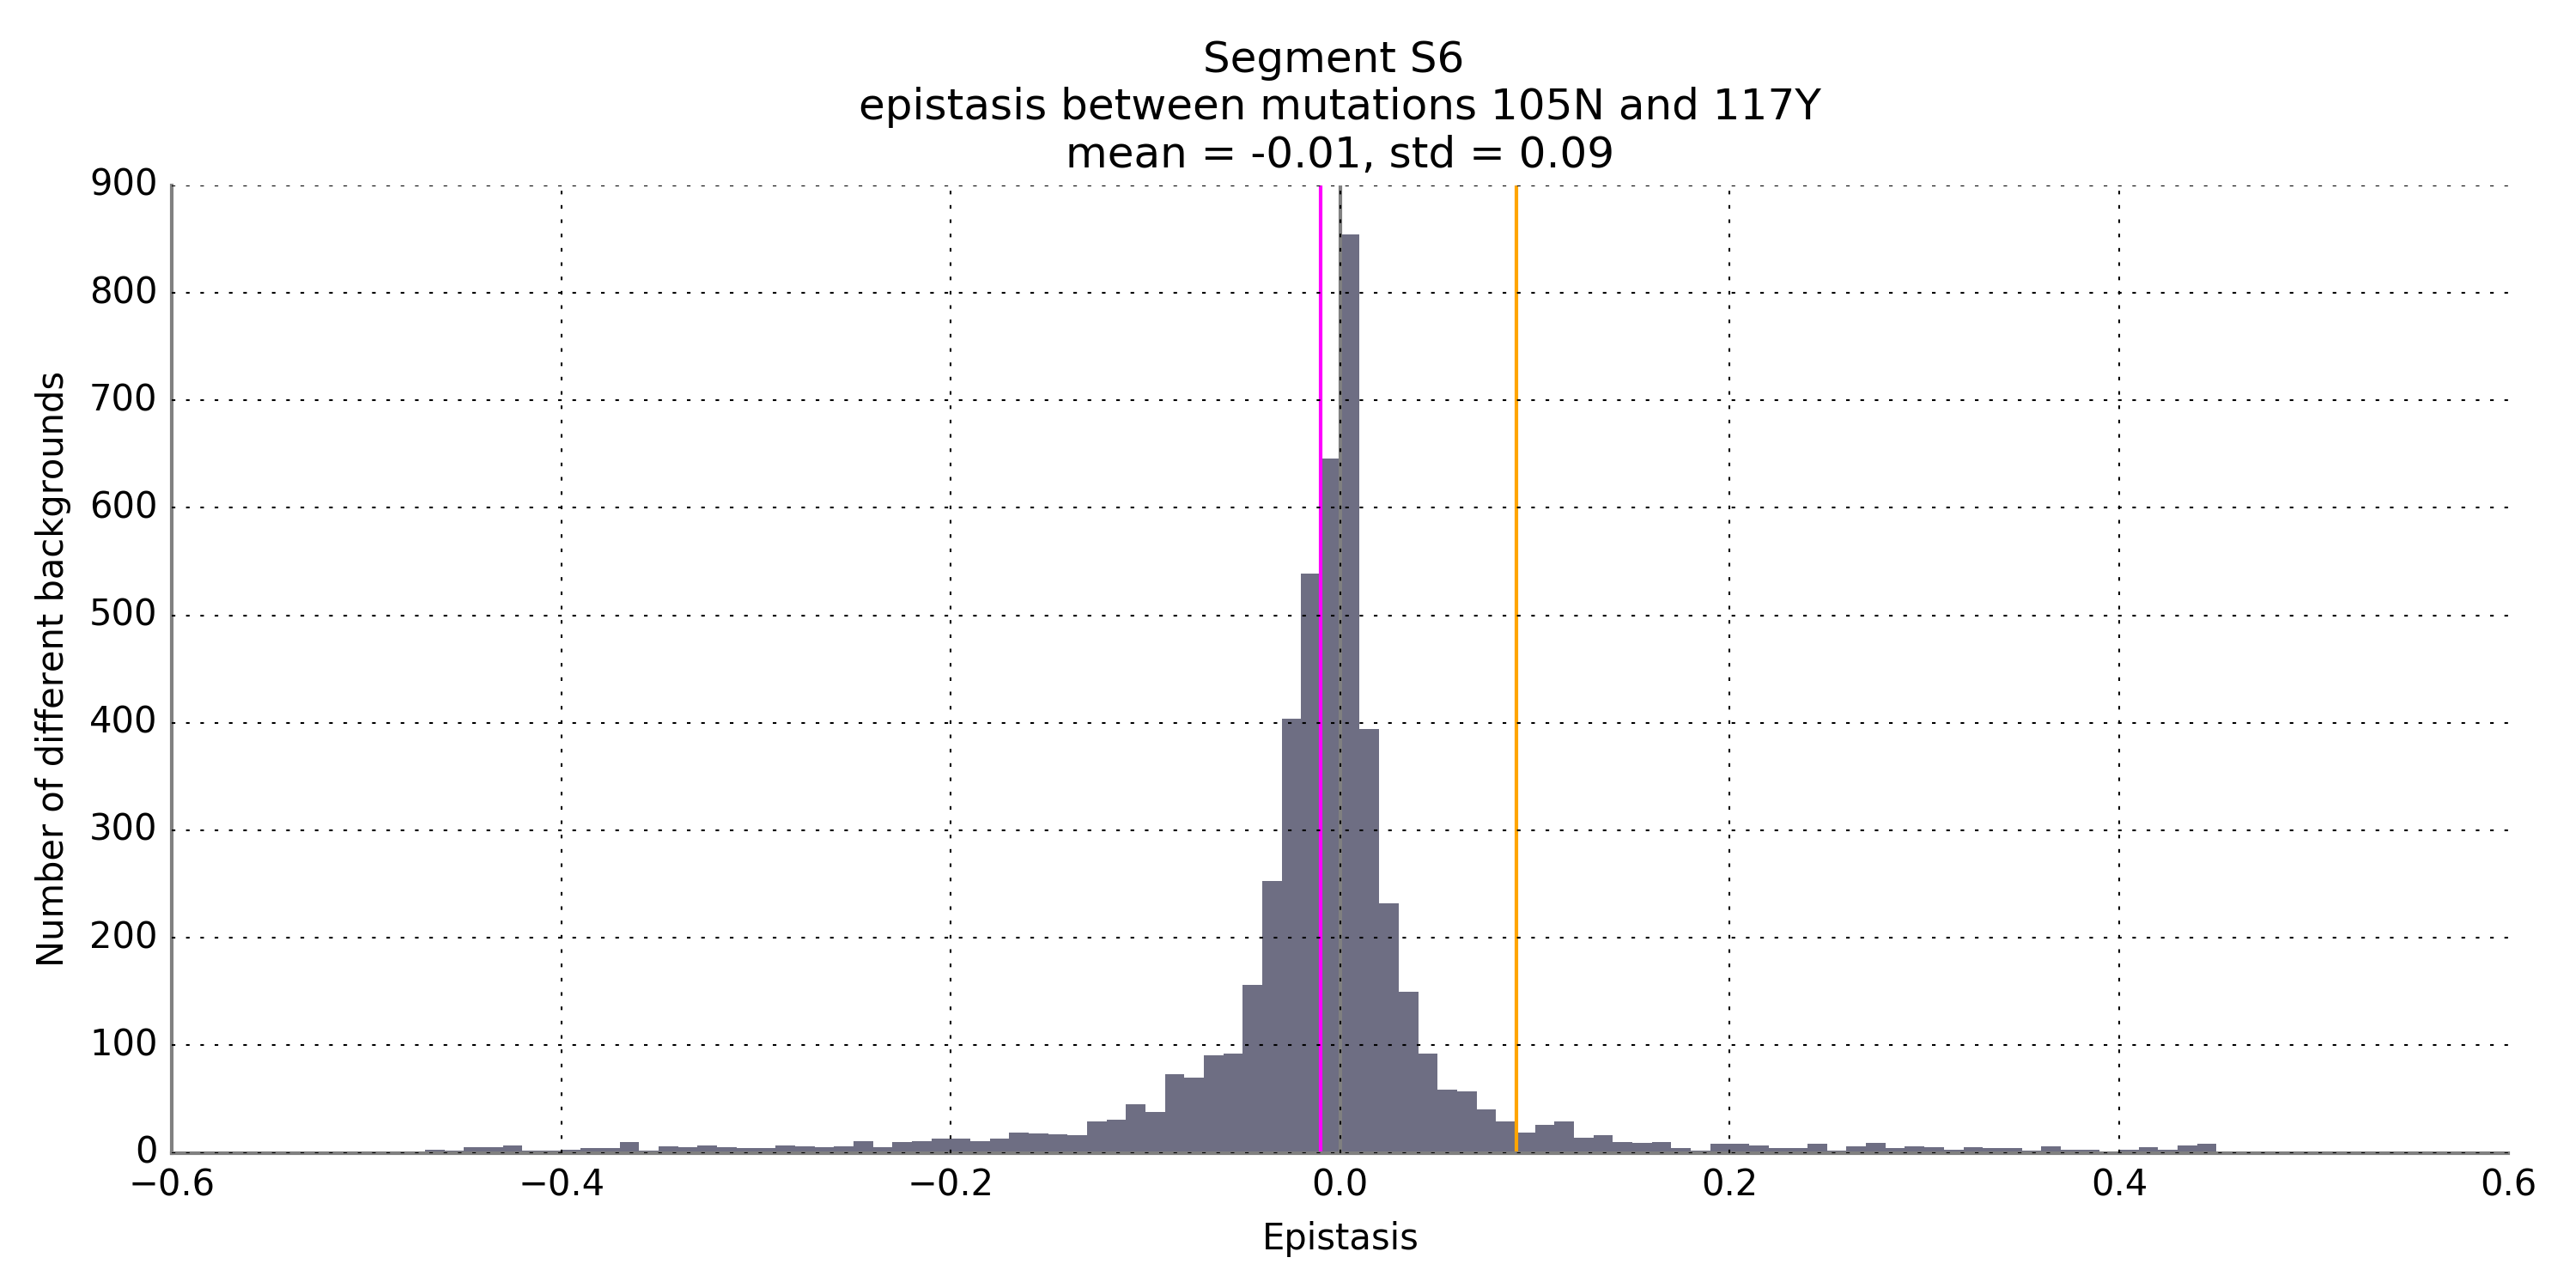 Segment S6
epistasis between mutations 105N and 117Y
mean = -0.01, std = 0.09
900
800
700
600
500
400
300
200
100
0
Number of different backgrounds
−0.6 −0.4 −0.2 0.0 0.2 0.4 0.6
Epistasis